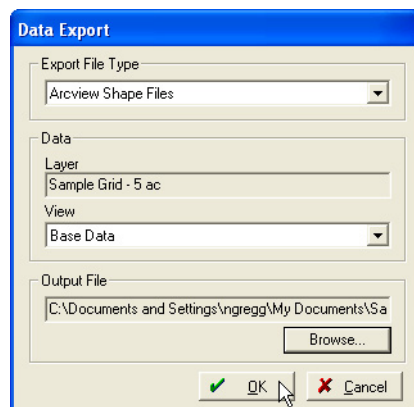 Data Export
Export File Type
Arcview Shape Files
Data
Layer
Sample Grid - 5 ac
View
Base Data
Output File
C:\Documents and Settings\ngregg\My Documents\Sa
Browse...
OK
Cancel